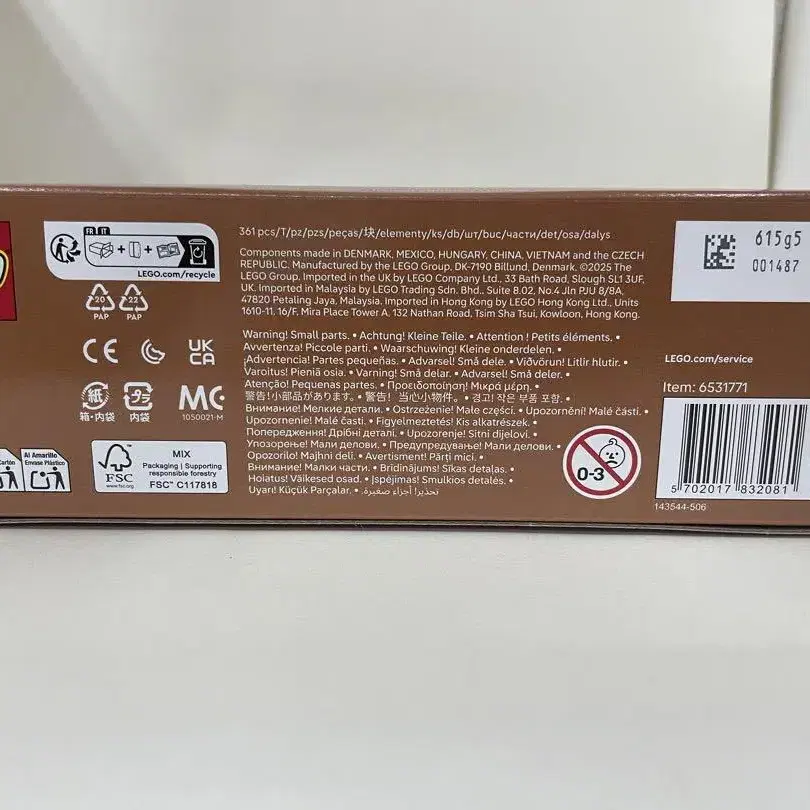 FR IT
+ +
LEGO.com/recycle
20
PAP
22
PAP
361 pcs/T/pz/pzs/peças/块/elementy/ks/db/шт/buc/части/det/osa/dalys
Components made in DENMARK, MEXICO, HUNGARY, CHINA, VIETNAM and the CZECH
REPUBLIC. Manufactured by the LEGO Group, DK-7190 Billund, Denmark. ©2025 The
LEGO Group. Imported in the UK by LEGO Company Ltd., 33 Bath Road, Slough SL1 3UF,
UK. Imported in Malaysia by LEGO Trading Sdn. Bhd., Suite 8.02, No.4 Jln PJU 8/8A,
47820 Petaling Jaya, Malaysia. Imported in Hong Kong by LEGO Hong Kong Ltd., Units
1610-11, 16/F, Mira Place Tower A, 132 Nathan Road, Tsim Sha Tsui, Kowloon, Hong Kong.
Warning! Small parts. • Achtung! Kleine Teile. • Attention ! Petits éléments. •
Avvertenza! Piccole parti. • Waarschuwing! Kleine onderdelen. •
¡Advertencia! Partes pequeñas. • Advarsel! Små dele. • Viðvörun! Litlir hlutir. •
Varoitus! Pieniä osia. • Varning! Små delar. • Advarsel! Små deler. •
Atenção! Pequenas partes. • Προειδοποίηση! Μικρά μέρη. •
警告!小部品があります。• 警告! 当心小物件。• 경고! 작은 부품 포함. •
Внимание! Мелкие детали. • Ostrzeżenie! Małe części. • Upozornění! Malé části. •
Upozornenie! Malé časti. • Figyelmeztetés! Kis alkatrészek. •
Попередження! Дрібні деталі. • Upozorenje! Sitni dijelovi. •
Упозорење! Мали делови. • Предупредување! Мали делови. •
Opozorilo! Majhni deli. • Avertisment! Părți mici. •
Внимание! Малки части. • Brīdinājums! Sīkas detaļas. •
Hoiatus! Väikesed osad. • Įspėjimas! Smulkios detalės. •
Uyarı! Küçük Parçalar. • تحذير! أجزاء صغيرة.
CE
UK
CA
紙
箱・内袋
プラ
内袋
MC
1050021-M
Cartón
Al Amarillo
Envase Plástico
FSC
www.fsc.org
MIX
Packaging | Supporting
responsible forestry
FSC™ C117818
0-3
615g5
001487
LEGO.com/service
Item: 6531771
5 702017 832081
143544-506